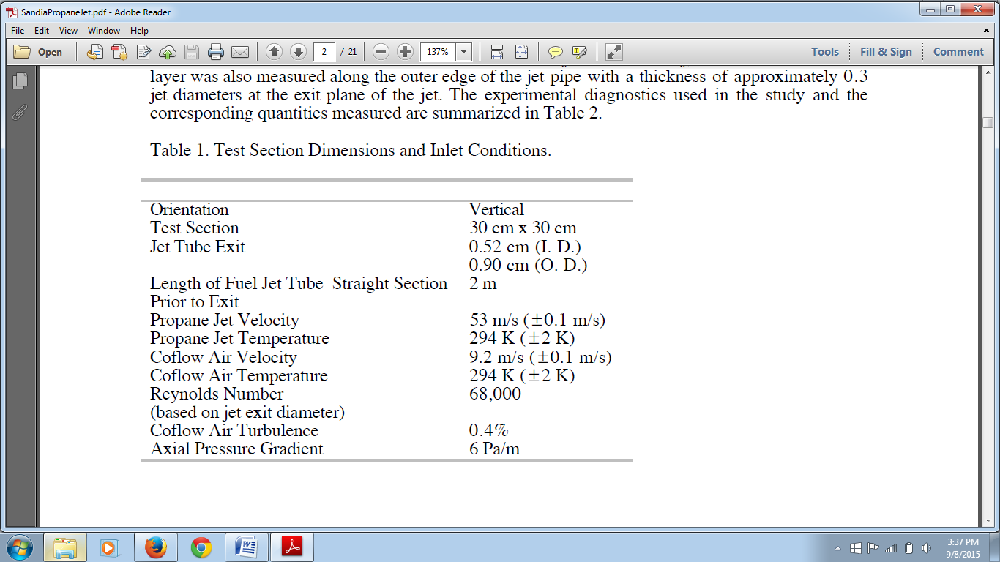 SandiaPropaneJet.pdf - Adobe Reader
File Edit View Window Help
Open 2 / 21 137% Tools Fill & Sign Comment
layer was also measured along the outer edge of the jet pipe with a thickness of approximately 0.3
jet diameters at the exit plane of the jet. The experimental diagnostics used in the study and the
corresponding quantities measured are summarized in Table 2.
Table 1. Test Section Dimensions and Inlet Conditions.
Orientation Vertical
Test Section 30 cm x 30 cm
Jet Tube Exit 0.52 cm (I. D.)
0.90 cm (O. D.)
Length of Fuel Jet Tube Straight Section 2 m
Prior to Exit
Propane Jet Velocity 53 m/s (±0.1 m/s)
Propane Jet Temperature 294 K (±2 K)
Coflow Air Velocity 9.2 m/s (±0.1 m/s)
Coflow Air Temperature 294 K (±2 K)
Reynolds Number 68,000
(based on jet exit diameter)
Coflow Air Turbulence 0.4%
Axial Pressure Gradient 6 Pa/m
3:37 PM
9/8/2015